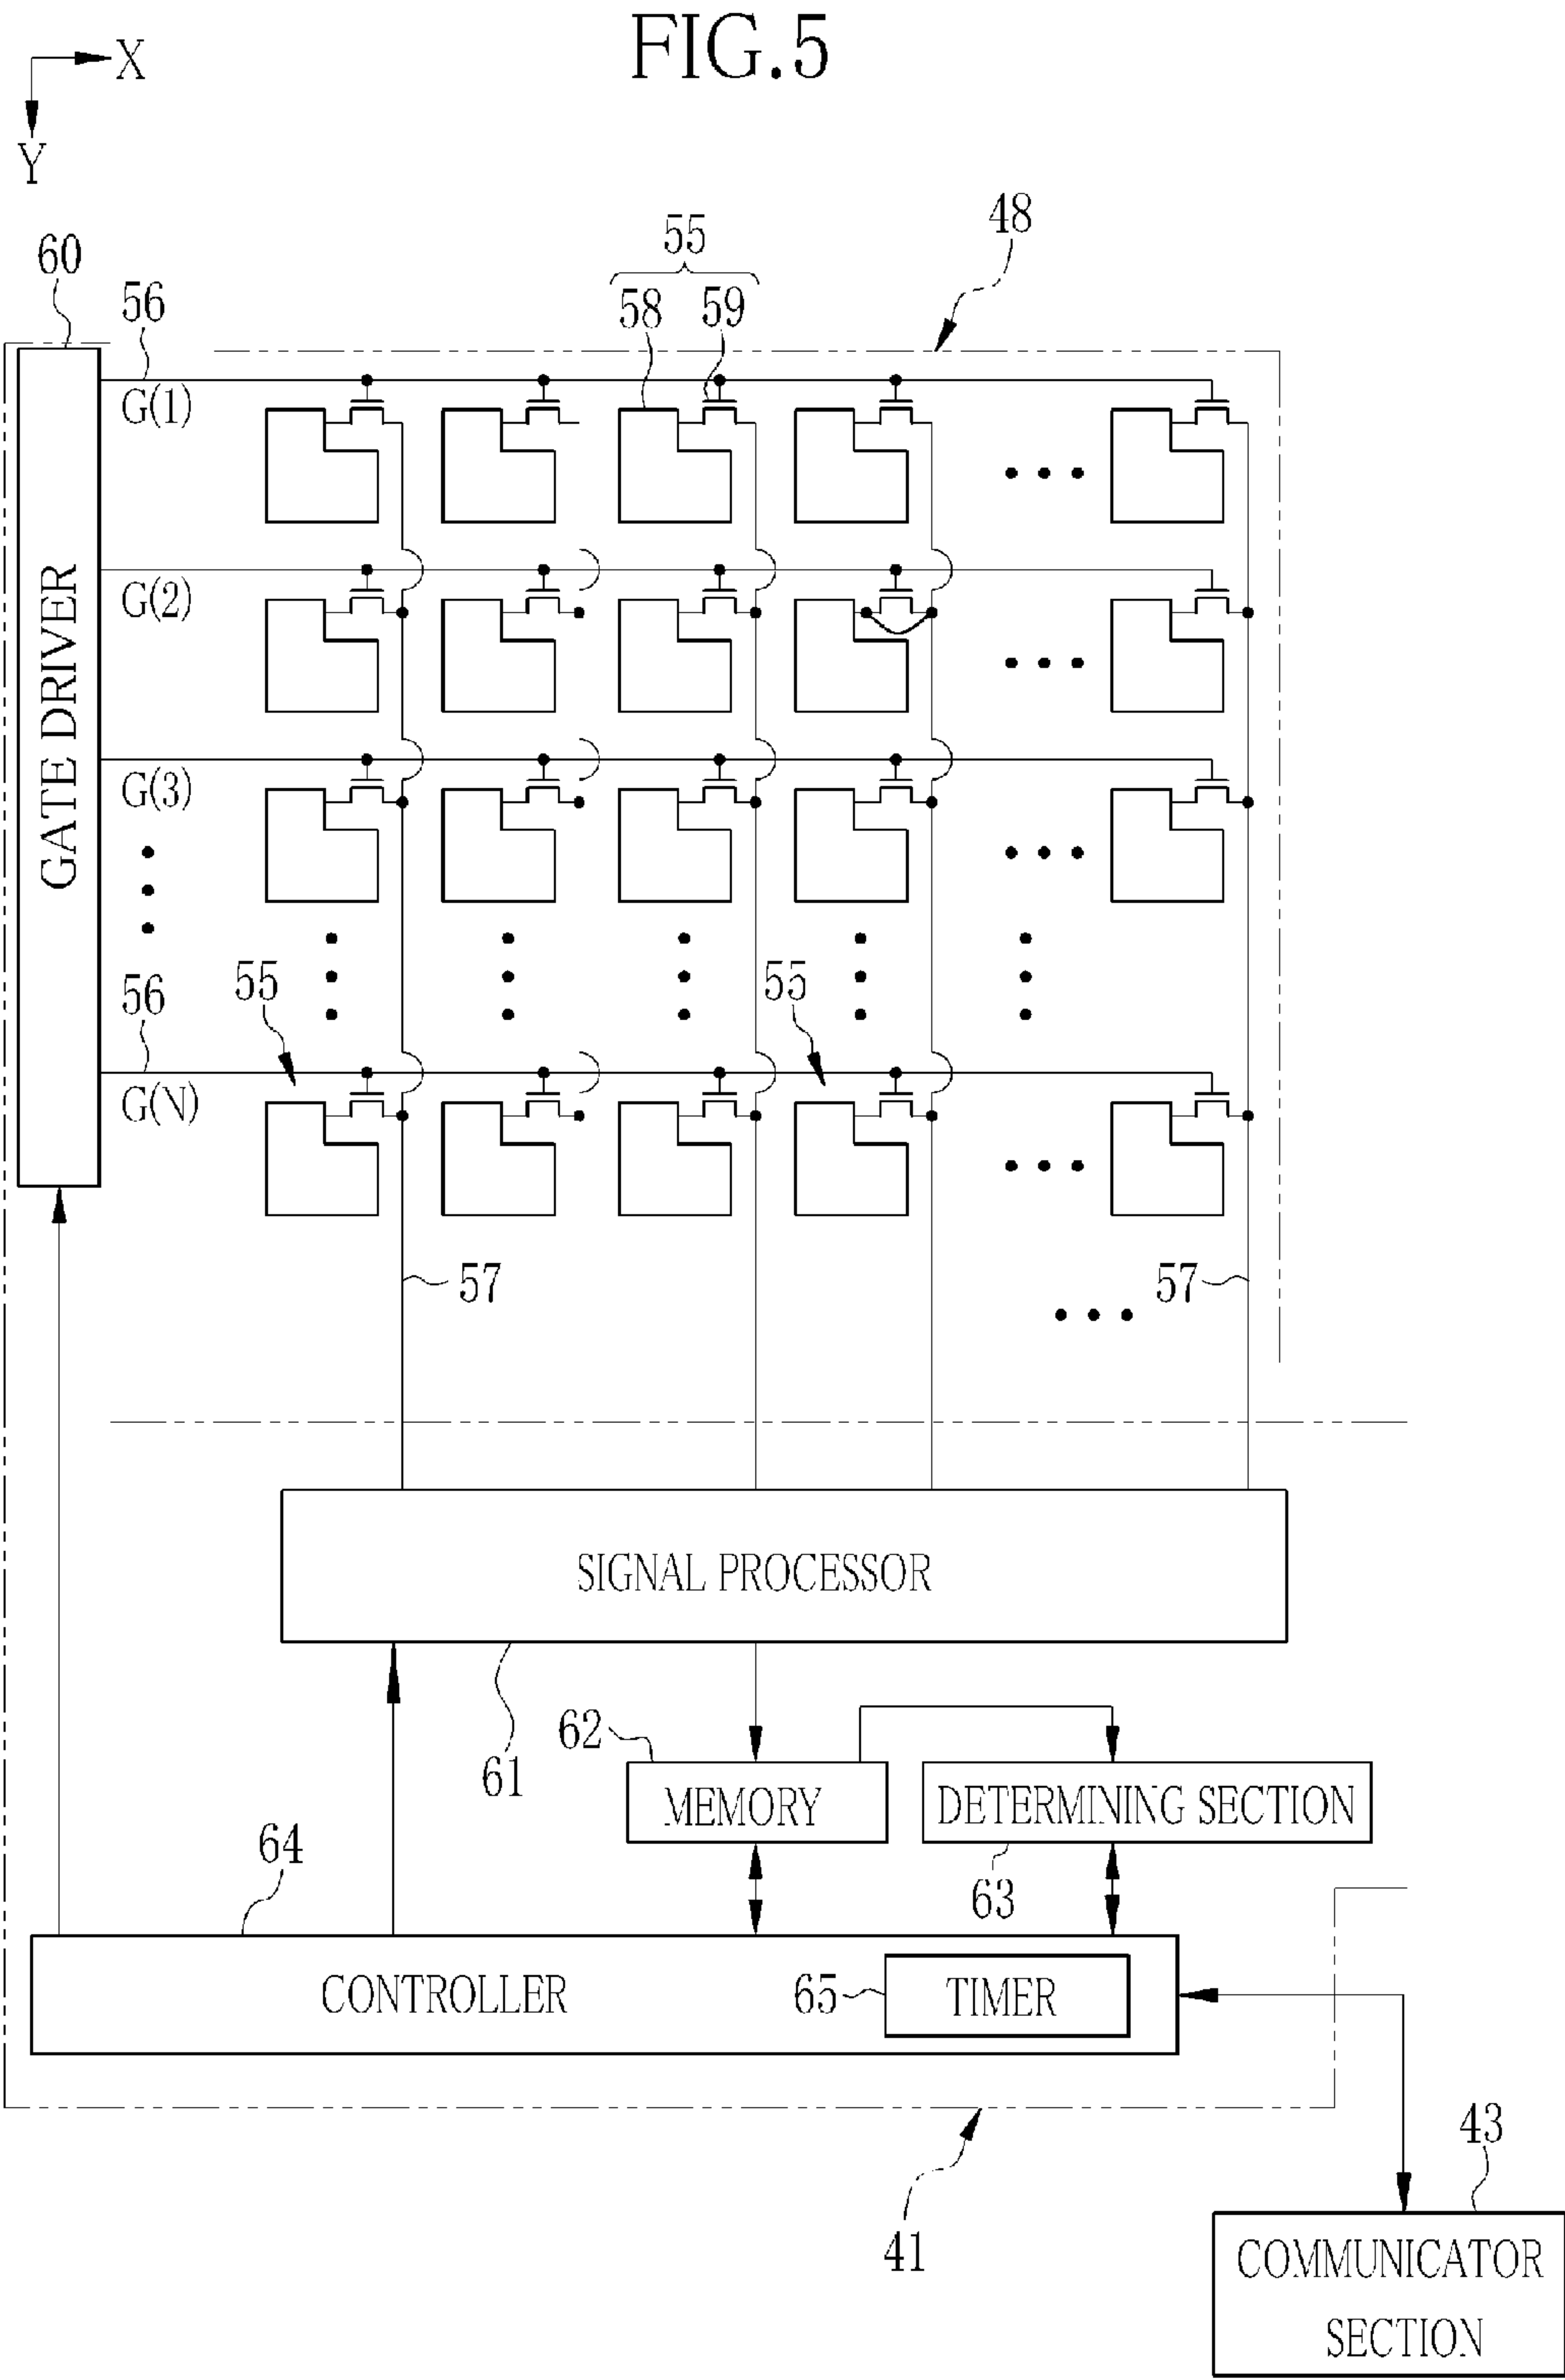 FIG.5
X
Y
48
55
60
56
58 59
G(1)
G(2)
G(3)
GATE DRIVER
55
55
56
G(N)
57
57
SIGNAL PROCESSOR
61
62
MEMORY
DETERMINING SECTION
63
64
CONTROLLER
65
TIMER
43
41
COMMUNICATOR
SECTION